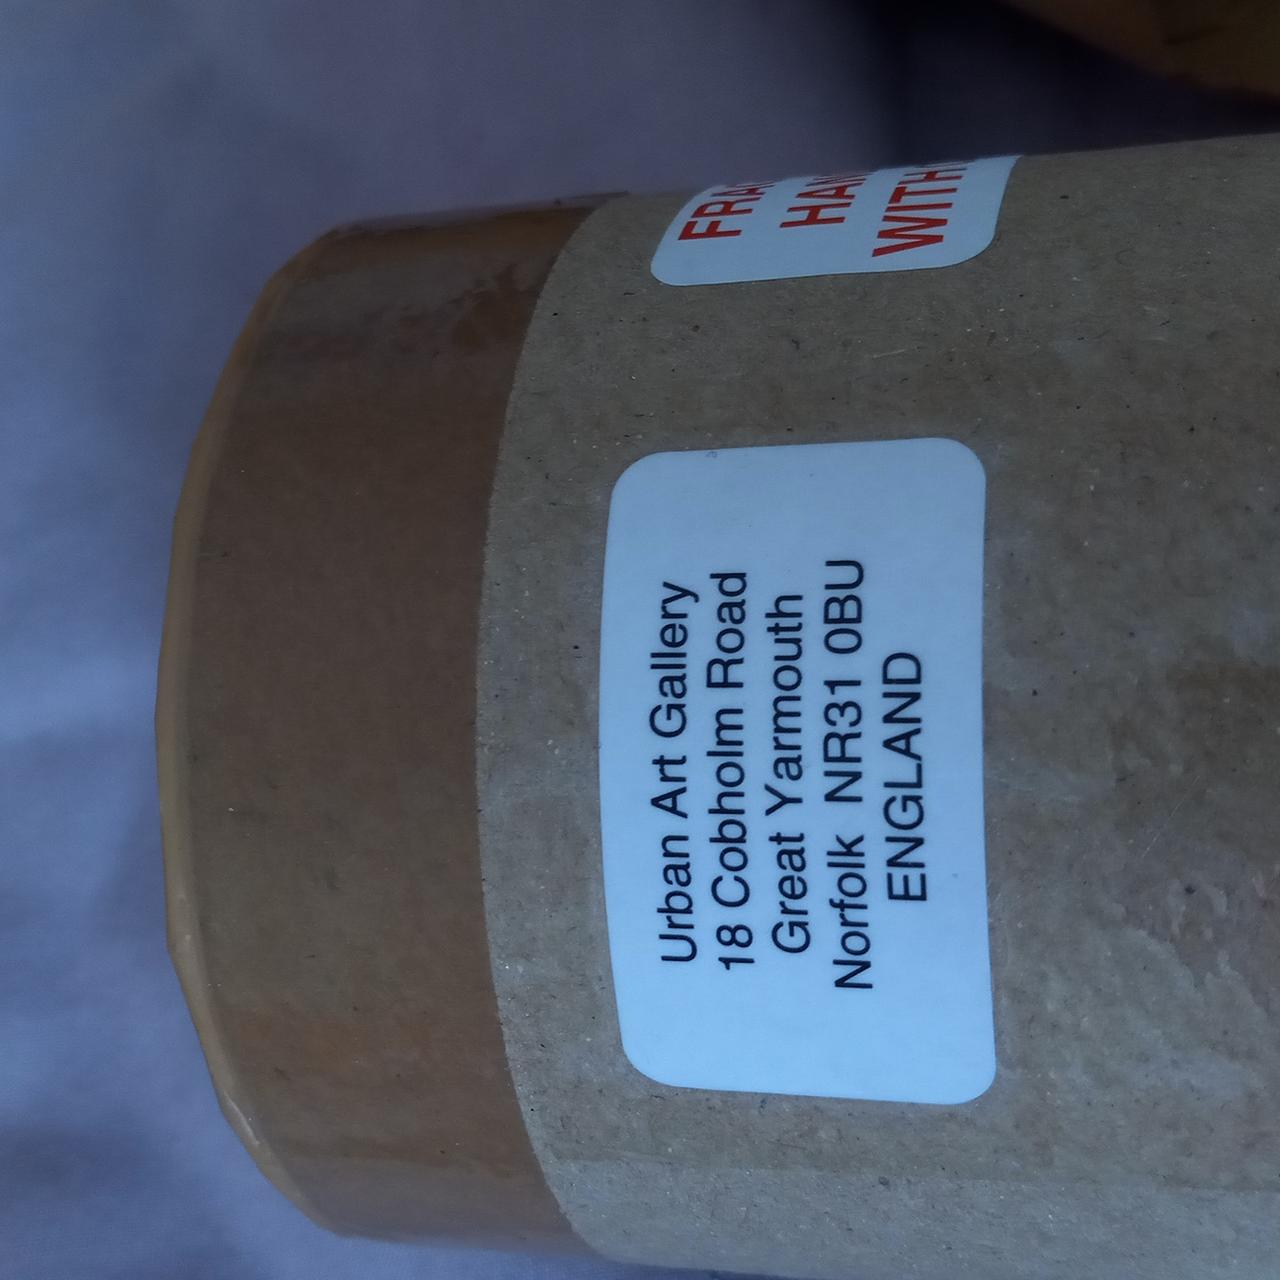 Urban Art Gallery
18 Cobholm Road
Great Yarmouth
Norfolk NR31 0BU
ENGLAND